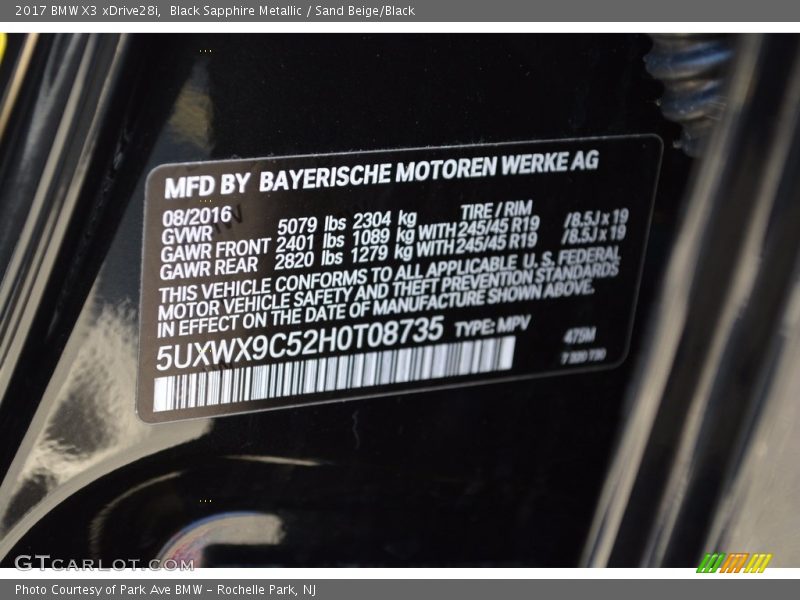 2017 BMW X3 xDrive28i, Black Sapphire Metallic / Sand Beige/Black
MFD BY BAYERISCHE MOTOREN WERKE AG
08/2016 TIRE / RIM
GVWR 5079 lbs 2304 kg
GAWR FRONT 2401 lbs 1089 kg WITH 245/45 R19 /8.5J x 19
GAWR REAR 2820 lbs 1279 kg WITH 245/45 R19 /8.5J x 19
THIS VEHICLE CONFORMS TO ALL APPLICABLE U.S. FEDERAL
MOTOR VEHICLE SAFETY AND THEFT PREVENTION STANDARDS
IN EFFECT ON THE DATE OF MANUFACTURE SHOWN ABOVE.
5UXWX9C52H0T08735 TYPE: MPV
475M
GTCARLOT.COM
Photo Courtesy of Park Ave BMW - Rochelle Park, NJ